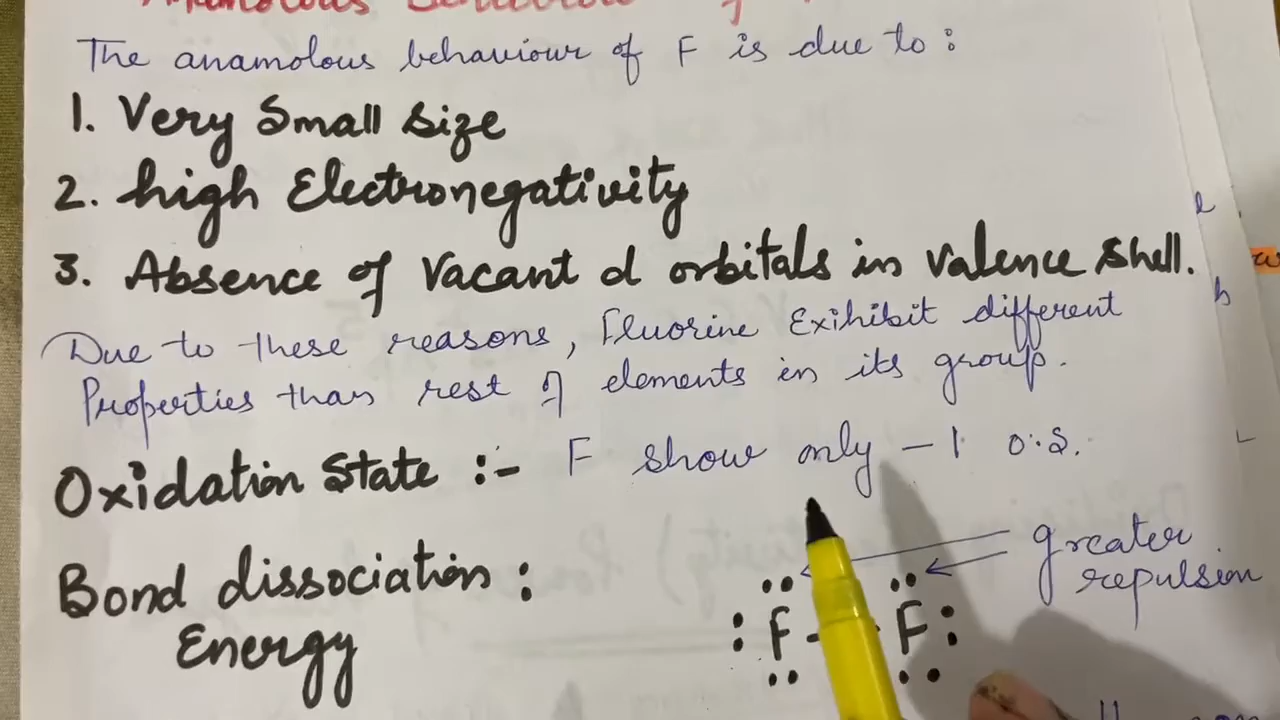 The anamolous behaviour of F is due to:
1. Very Small Size
2. high Electronegativity
3. Absence of Vacant d orbitals in Valence shell.
Due to these reasons, Fluorine Exihibit different
Properties than rest of elements in its group.
Oxidation State :- F show only -1 o.s.
Bond dissociation :
Energy
greater
repulsion
F - F